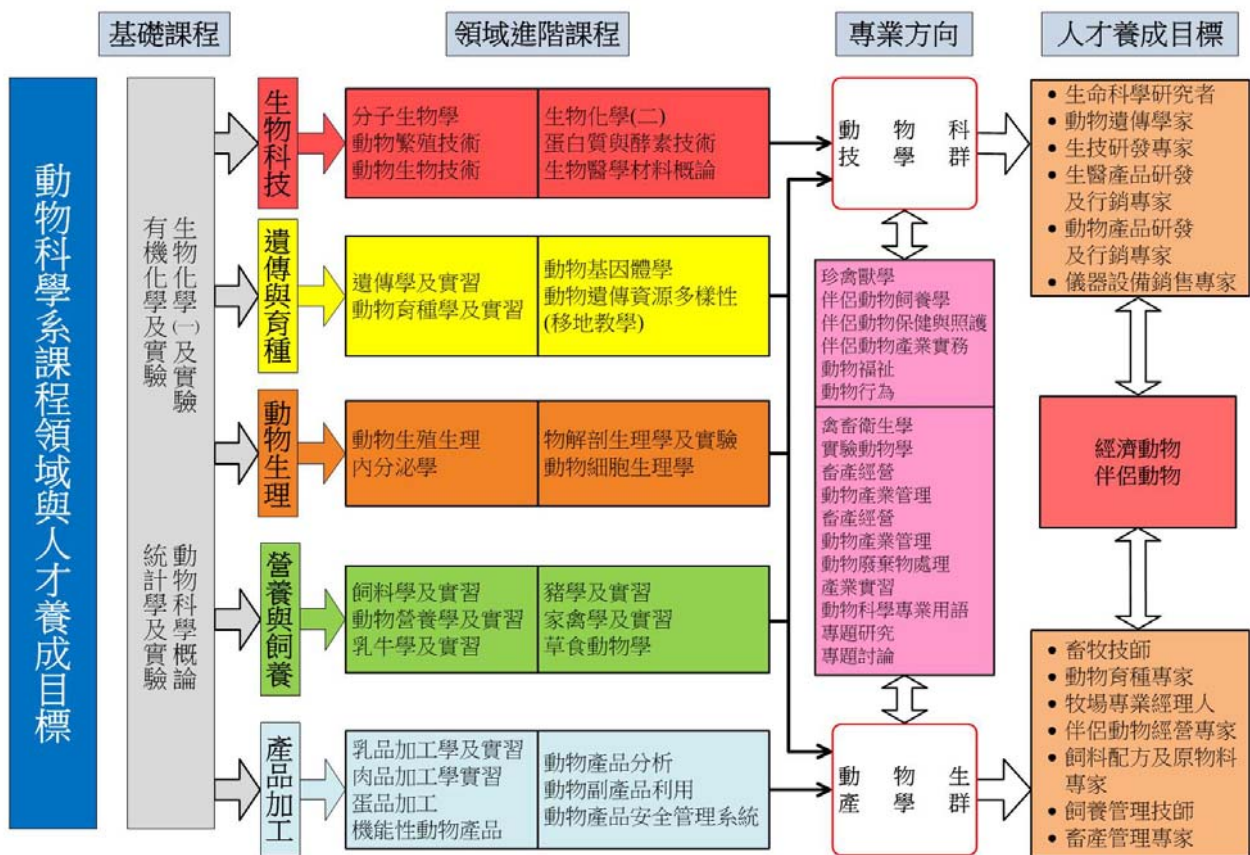 基礎課程
領域進階課程
專業方向
人才養成目標
動物科學系課程領域與人才養成目標
生物化學(一)及實驗
有機化學及實驗
動物科學概論
統計學及實驗
生物科技
分子生物學
動物繁殖技術
動物生物技術
生物化學(二)
蛋白質與酵素技術
生物醫學材料概論
遺傳與育種
遺傳學及實習
動物育種學及實習
動物基因體學
動物遺傳資源多樣性
(移地教學)
動物生理
動物生殖生理
內分泌學
物解剖生理學及實驗
動物細胞生理學
營養與飼養
飼料學及實習
動物營養學及實習
乳牛學及實習
豬學及實習
家禽學及實習
草食動物學
產品加工
乳品加工學及實習
肉品加工學實習
蛋品加工
機能性動物產品
動物產品分析
動物副產品利用
動物產品安全管理系統
動物科
技學群
珍禽獸學
伴侶動物飼養學
伴侶動物保健與照護
伴侶動物產業實務
動物福祉
動物行為
禽畜衛生學
實驗動物學
畜產經營
動物產業管理
畜產經營
動物產業管理
動物廢棄物處理
產業實習
動物科學專業用語
專題研究
專題討論
動物生
產學群
• 生命科學研究者
• 動物遺傳學家
• 生技研發專家
• 生醫產品研發
及行銷專家
• 動物產品研發
及行銷專家
• 儀器設備銷售專家
經濟動物
伴侶動物
• 畜牧技師
• 動物育種專家
• 牧場專業經理人
• 伴侶動物經營專家
• 飼料配方及原物料
專家
• 飼養管理技師
• 畜產管理專家